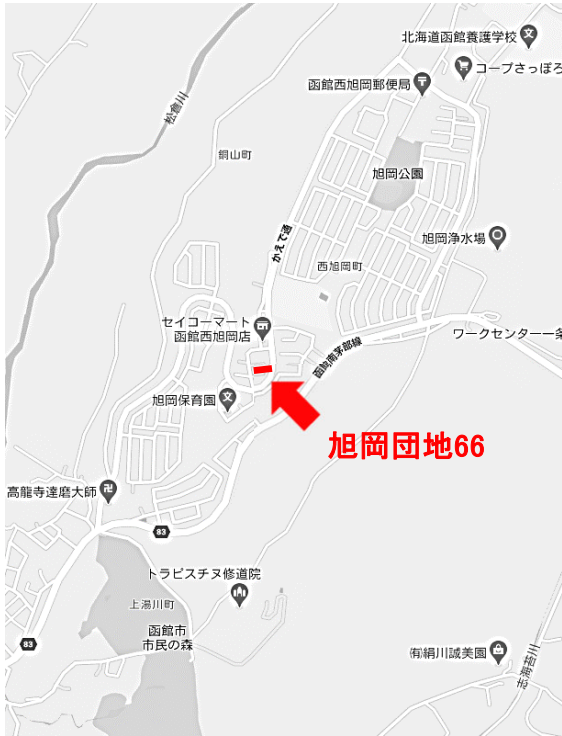 北海道函館養護学校
コープさっぽろ
函館西旭岡郵便局
松倉川
銅山町
旭岡公園
かえで通
旭岡浄水場
西旭岡町
セイコーマート
函館西旭岡店
ワークセンター一条
函館南茅部線
旭岡保育園
旭岡団地66
高龍寺達磨大師
83
トラピスチヌ修道院
上湯川町
函館市
市民の森
83
㈲絹川誠美園
志海苔川